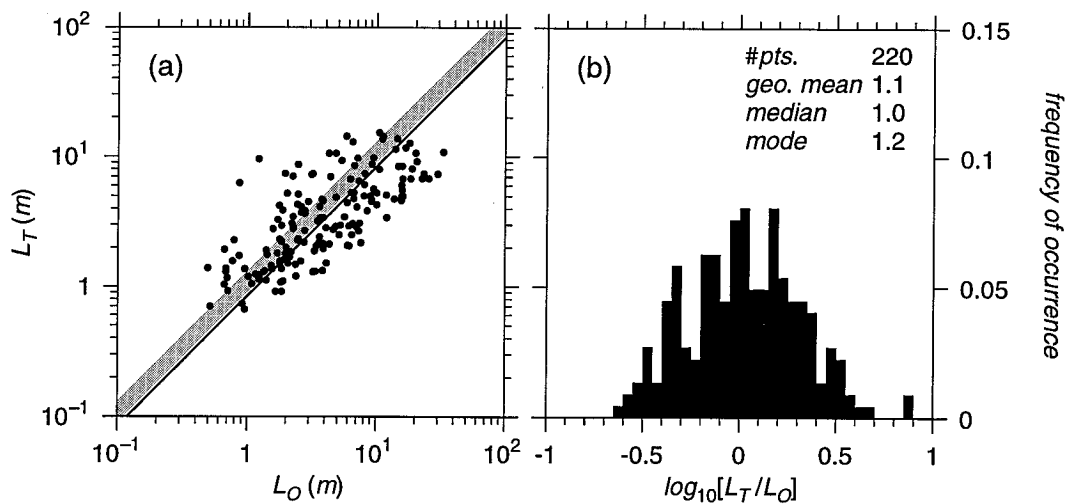 (a)
10²
10¹
1
10⁻¹
L_T (m)
10⁻¹ 1 10¹ 10²
L_O (m)
(b)
#pts. 220
geo. mean 1.1
median 1.0
mode 1.2
0.15
0.1
0.05
0
frequency of occurrence
-1 -0.5 0 0.5 1
log₁₀[L_T/L_O]